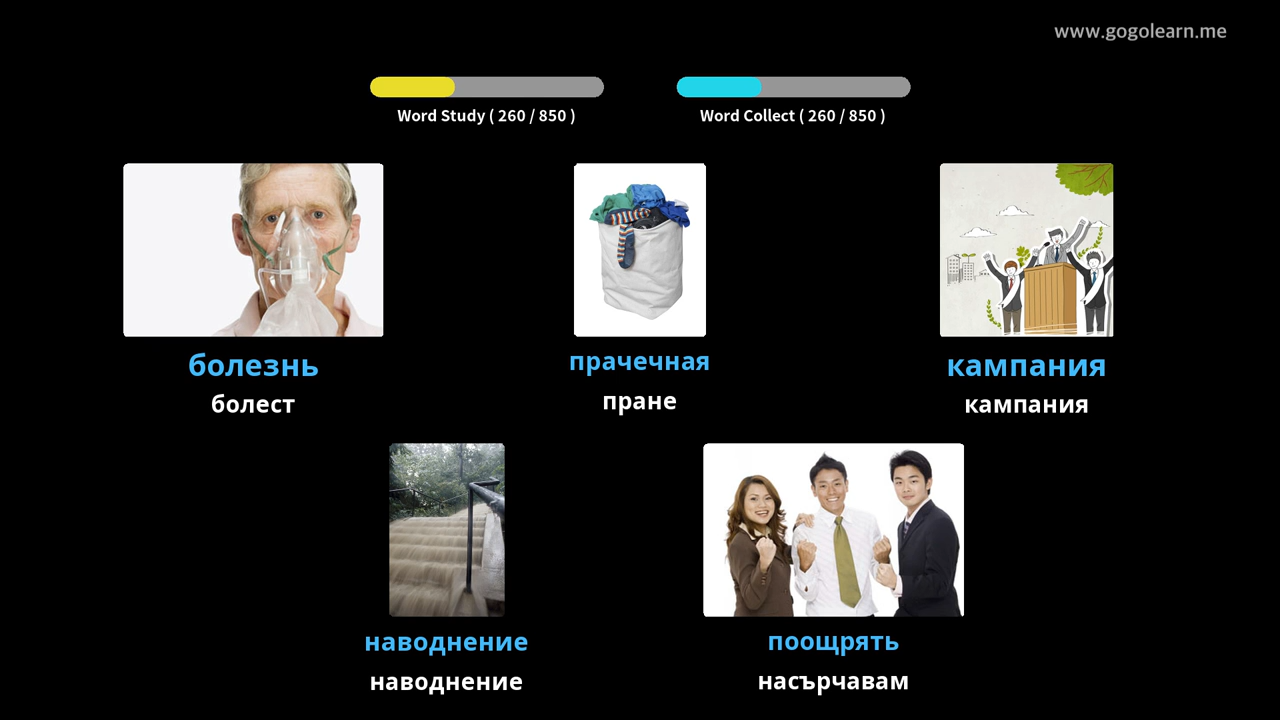 www.gogolearn.me
Word Study ( 260 / 850 )
Word Collect ( 260 / 850 )
болезнь
болест
прачечная
пране
кампания
кампания
наводнение
наводнение
поощрять
насърчавам